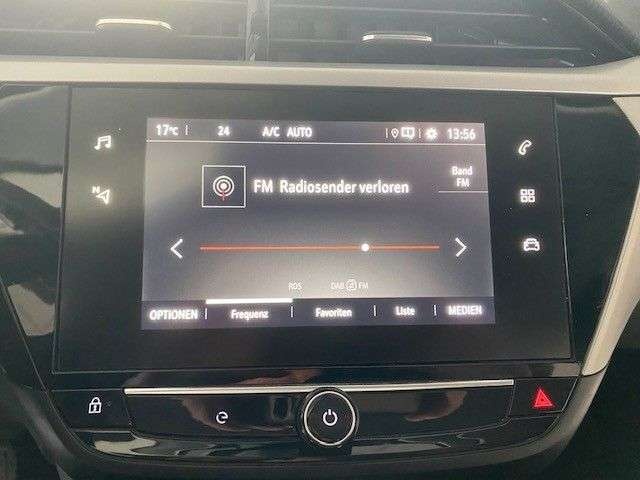 17°C 24 A/C AUTO 13:56
Band
FM Radiosender verloren
FM
N
RDS DAB FM
OPTIONEN Frequenz Favoriten Liste MEDIEN